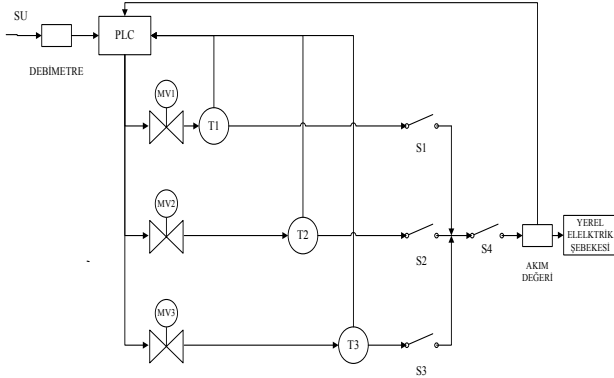 SU
PLC
DEBİMETRE
MV1
T1
S1
MV2
T2
S2
S4
YEREL
ELELKTRİK
ŞEBEKESİ
AKIM
DEĞERİ
MV3
T3
S3